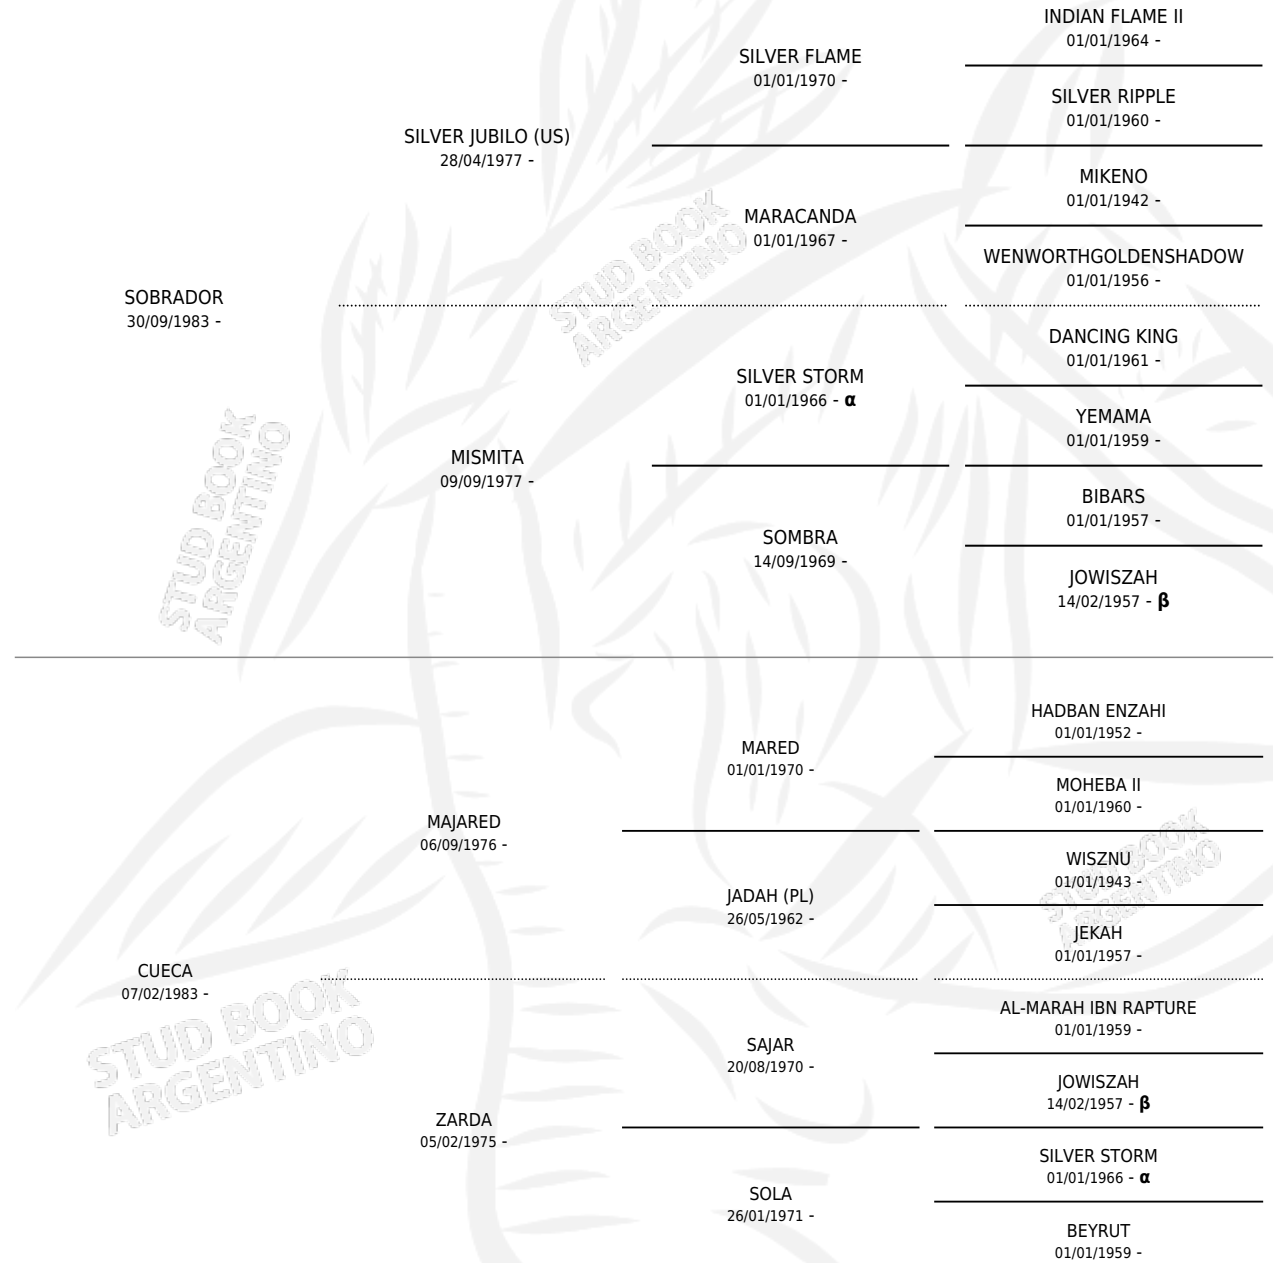 INDIAN FLAME II
01/01/1964 -
SILVER FLAME
01/01/1970 -
SILVER RIPPLE
01/01/1960 -
SILVER JUBILO (US)
28/04/1977 -
MIKENO
01/01/1942 -
MARACANDA
01/01/1967 -
WENWORTHGOLDENSHADOW
01/01/1956 -
SOBRADOR
30/09/1983 -
DANCING KING
01/01/1961 -
SILVER STORM
01/01/1966 - α
YEMAMA
01/01/1959 -
MISMITA
09/09/1977 -
BIBARS
01/01/1957 -
SOMBRA
14/09/1969 -
JOWISZAH
14/02/1957 - β
HADBAN ENZAHI
01/01/1952 -
MARED
01/01/1970 -
MOHEBA II
01/01/1960 -
MAJARED
06/09/1976 -
WISZNU
01/01/1943 -
JADAH (PL)
26/05/1962 -
JEKAH
01/01/1957 -
CUECA
07/02/1983 -
AL-MARAH IBN RAPTURE
01/01/1959 -
SAJAR
20/08/1970 -
JOWISZAH
14/02/1957 - β
ZARDA
05/02/1975 -
SILVER STORM
01/01/1966 - α
SOLA
26/01/1971 -
BEYRUT
01/01/1959 -
STUD BOOK
ARGENTINO
STUD BOOK
ARGENTINO
STUD BOOK
ARGENTINO
STUD BOOK
ARGENTINO